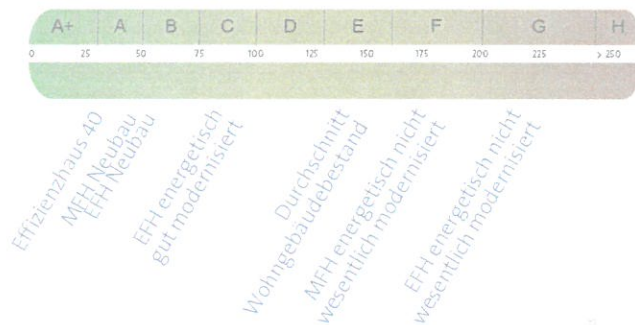 A+ A B C D E F G H
0 25 50 75 100 125 150 175 200 225 > 250
Effizienzhaus 40
MFH Neubau
EFH Neubau
EFH energetisch
gut modernisiert
Durchschnitt
Wohngebäudebestand
MFH energetisch nicht
wesentlich modernisiert
EFH energetisch nicht
wesentlich modernisiert